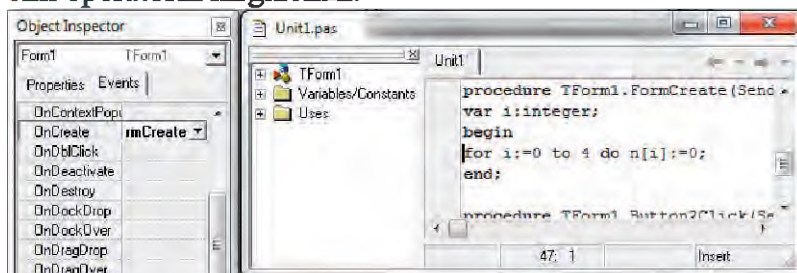 Object Inspector
Form1 TForm1
Properties Events
OnContextPopu
OnCreate rmCreate
OnDblClick
OnDeactivate
OnDestroy
OnDockDrop
OnDockOver
OnDragDrop
OnDragOver
Unit1.pas
TForm1
Variables/Constants
Uses
Unit1
procedure TForm1.FormCreate(Send
var i:integer;
begin
for i:=0 to 4 do n[i]:=0;
end;
procedure TForm1.Button2Click(Se
47: 1 Insert